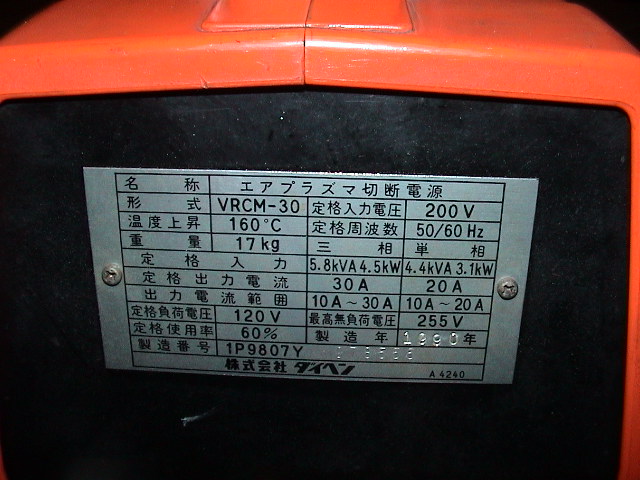 名称 エアプラズマ切断電源
形式 VRCM-30 定格入力電圧 200V
温度上昇 160℃ 定格周波数 50/60Hz
重量 17kg 三相 単相
定格入力 5.8kVA 4.5kW 4.4kVA 3.1kW
定格出力電流 30A 20A
出力電流範囲 10A～30A 10A～20A
定格負荷電圧 120V 最高無負荷電圧 255V
定格使用率 60% 製造年 1990年
製造番号 1P9807Y
株式会社 ダイヘン A4240